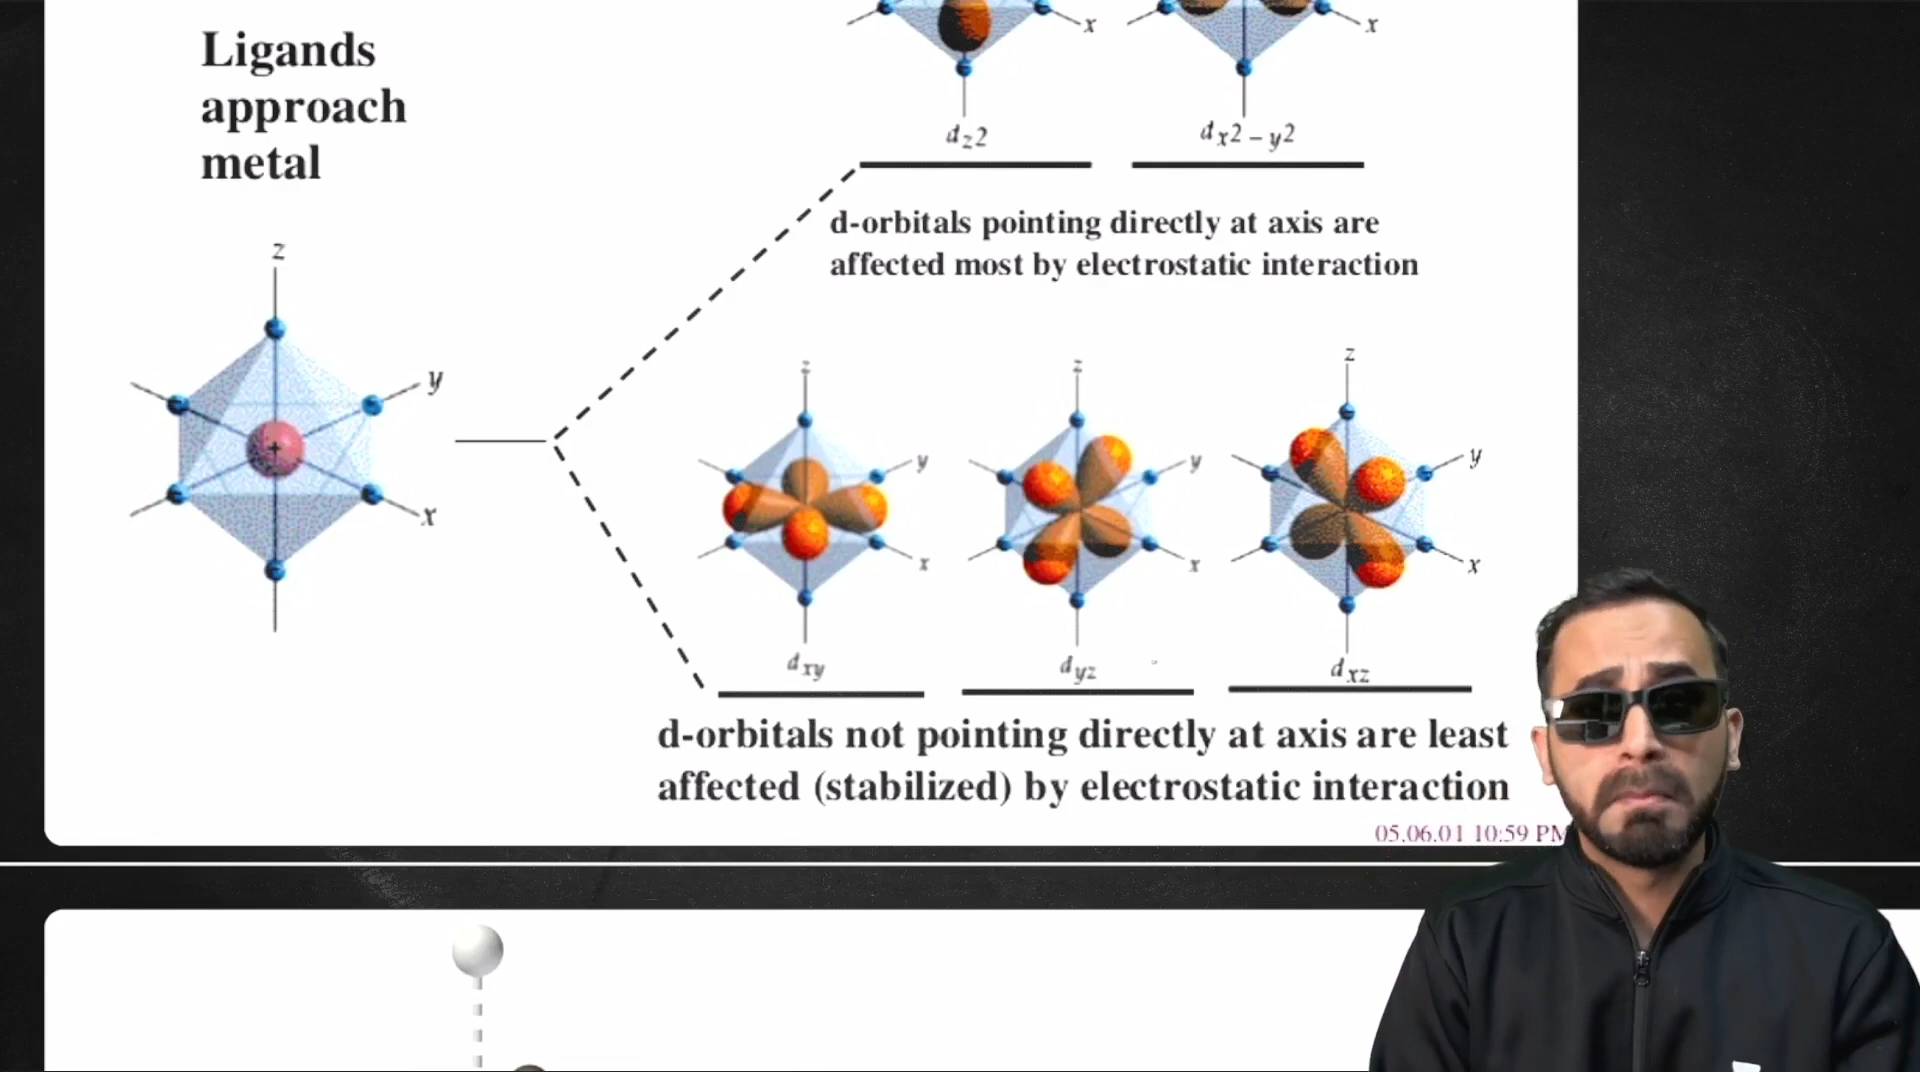 Ligands
approach
metal
x
x
dz2
dx2 – y2
d-orbitals pointing directly at axis are
affected most by electrostatic interaction
z
y
x
+
z
y
x
z
y
x
z
y
x
dxy
dyz
dxz
d-orbitals not pointing directly at axis are least
affected (stabilized) by electrostatic interaction
05.06.01 10:59 PM